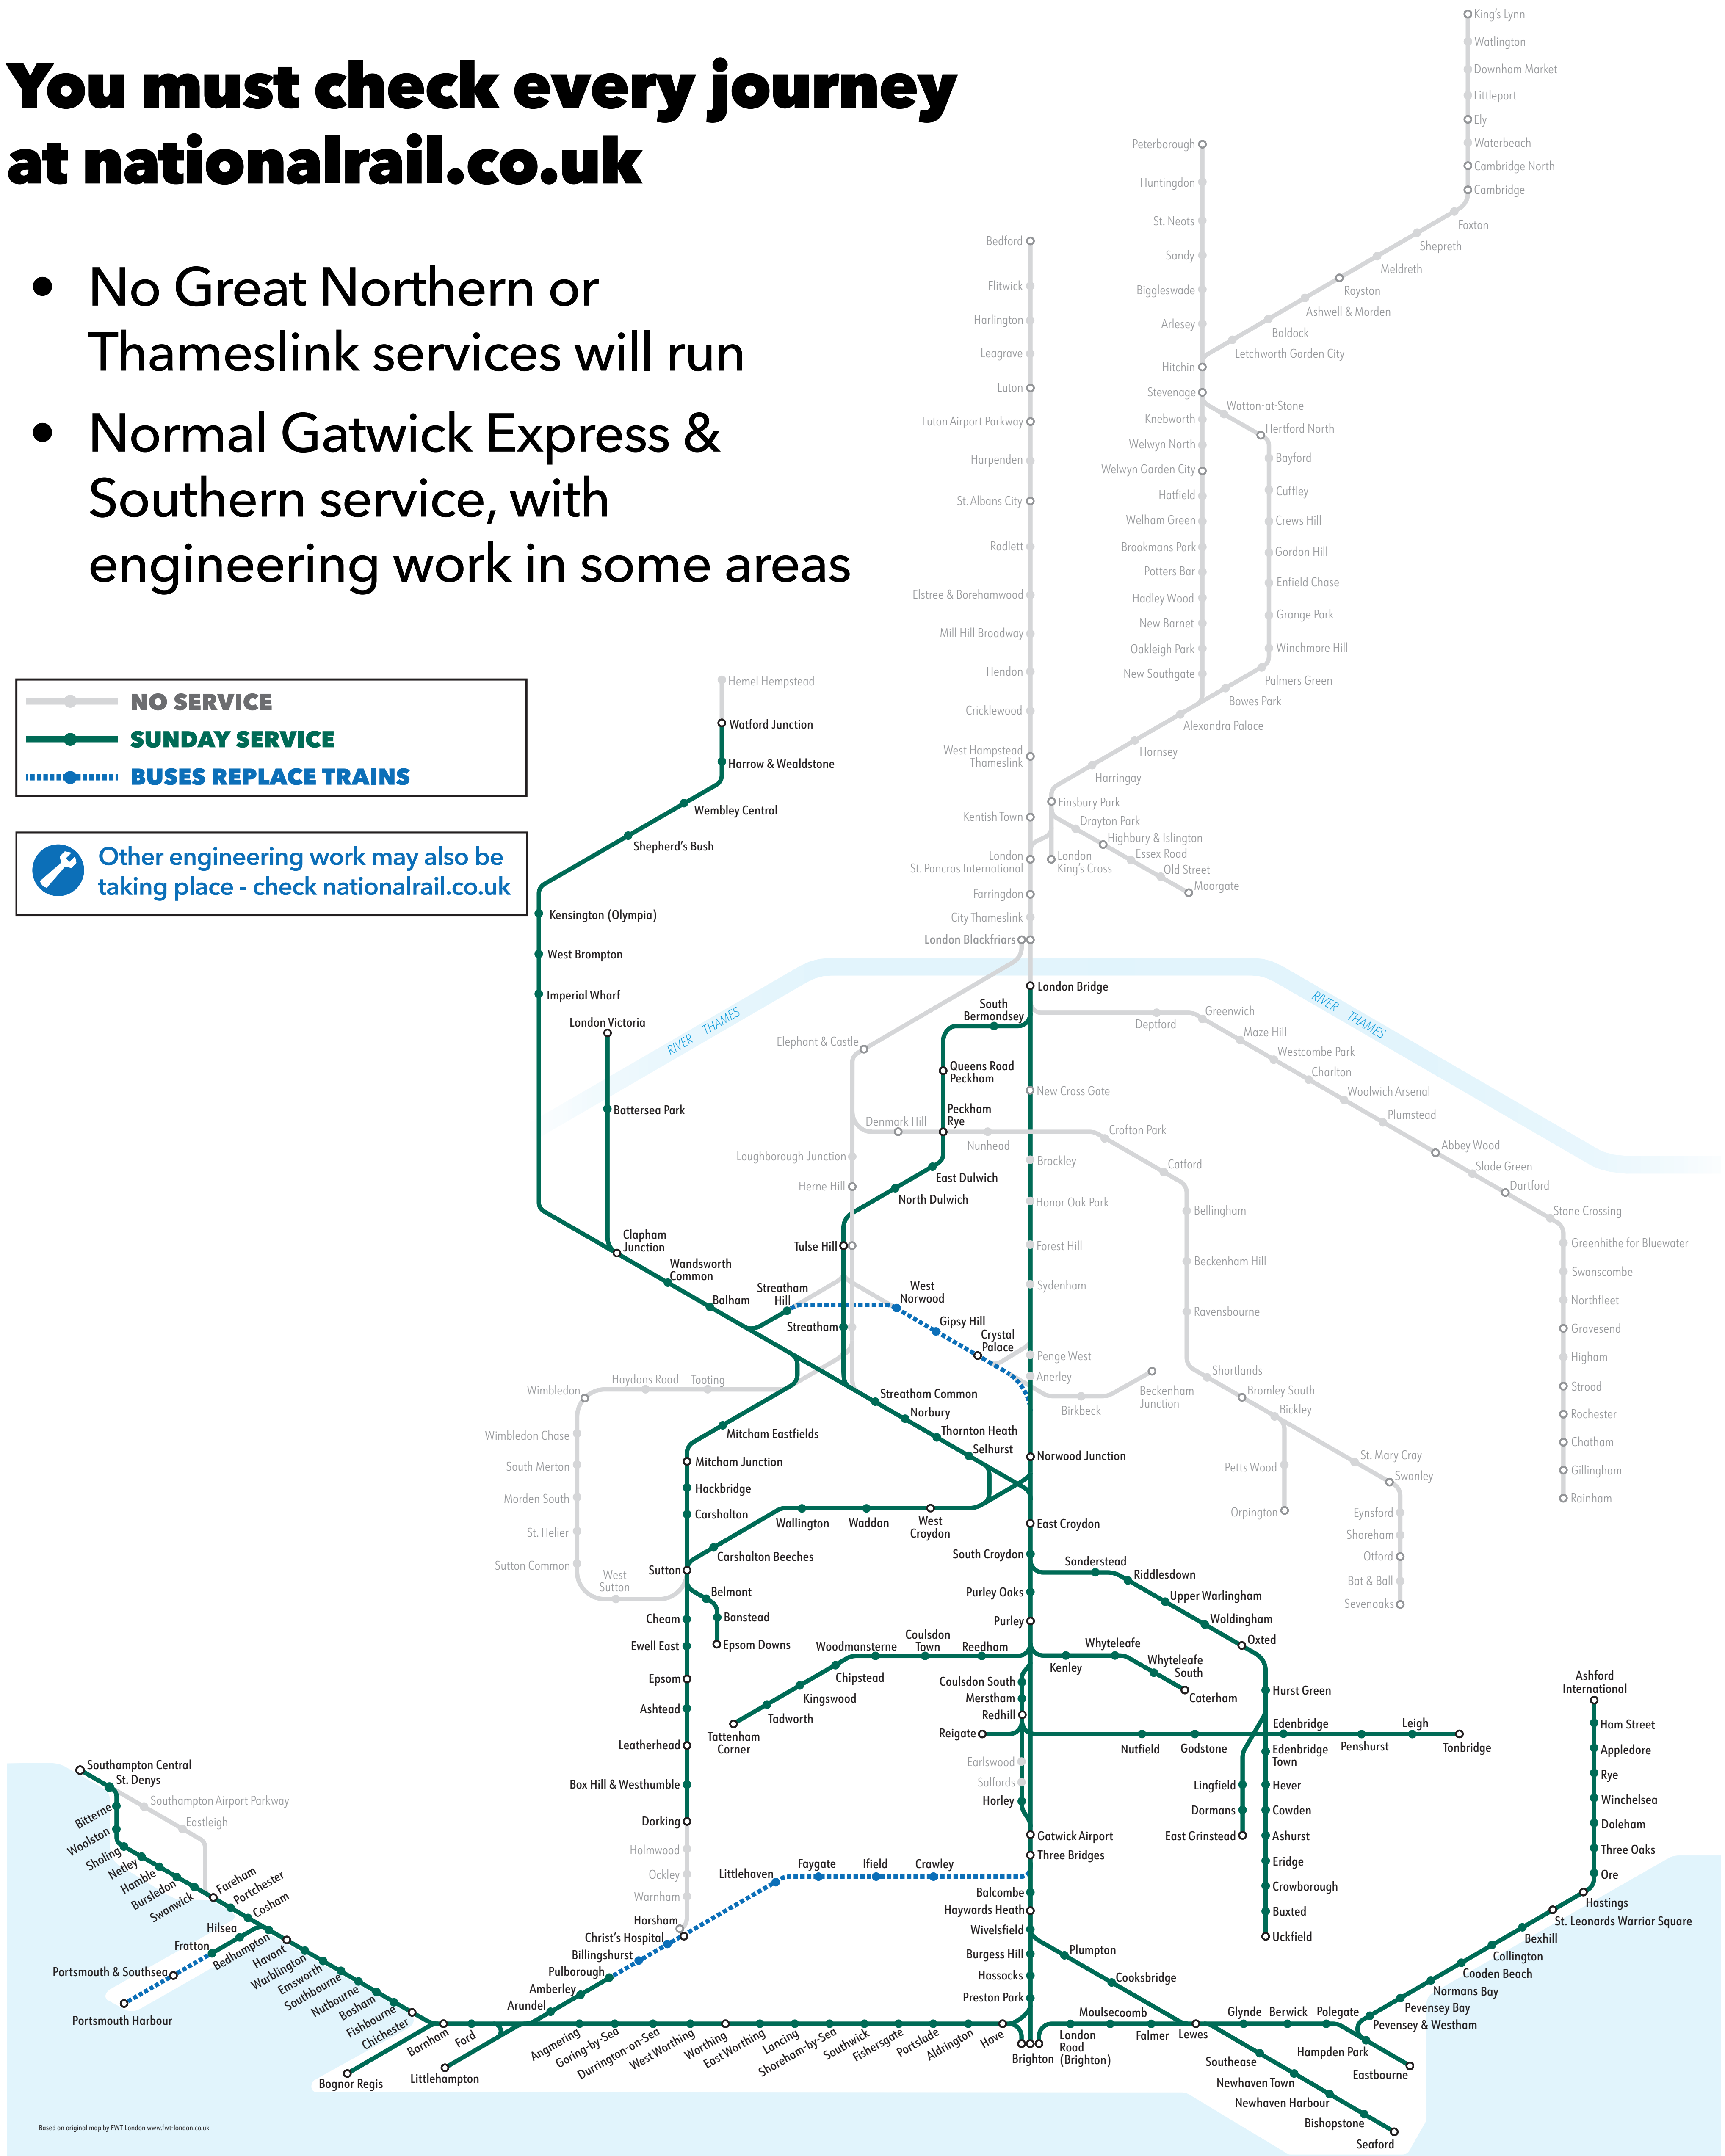 You must check every journey
at nationalrail.co.uk
• No Great Northern or
Thameslink services will run
• Normal Gatwick Express &
Southern service, with
engineering work in some areas
NO SERVICE
SUNDAY SERVICE
BUSES REPLACE TRAINS
Other engineering work may also be
taking place - check nationalrail.co.uk
King's Lynn
Watlington
Downham Market
Littleport
Ely
Waterbeach
Cambridge North
Cambridge
Foxton
Shepreth
Meldreth
Royston
Ashwell & Morden
Baldock
Letchworth Garden City
Peterborough
Huntingdon
St. Neots
Sandy
Biggleswade
Arlesey
Hitchin
Stevenage
Knebworth
Welwyn North
Welwyn Garden City
Hatfield
Welham Green
Brookmans Park
Potters Bar
Hadley Wood
New Barnet
Oakleigh Park
New Southgate
Watton-at-Stone
Hertford North
Bayford
Cuffley
Crews Hill
Gordon Hill
Enfield Chase
Grange Park
Winchmore Hill
Palmers Green
Bowes Park
Alexandra Palace
Hornsey
Harringay
Finsbury Park
Drayton Park
Highbury & Islington
Essex Road
Old Street
Moorgate
London
King's Cross
Bedford
Flitwick
Harlington
Leagrave
Luton
Luton Airport Parkway
Harpenden
St. Albans City
Radlett
Elstree & Borehamwood
Mill Hill Broadway
Hendon
Cricklewood
West Hampstead
Thameslink
Kentish Town
London
St. Pancras International
Farringdon
City Thameslink
London Blackfriars
Hemel Hempstead
Watford Junction
Harrow & Wealdstone
Wembley Central
Shepherd's Bush
Kensington (Olympia)
West Brompton
Imperial Wharf
London Victoria
Battersea Park
RIVER THAMES
RIVER THAMES
London Bridge
South
Bermondsey
Queens Road
Peckham
Peckham
Rye
East Dulwich
North Dulwich
Tulse Hill
Elephant & Castle
Denmark Hill
Nunhead
Loughborough Junction
Herne Hill
Crofton Park
Catford
Bellingham
Beckenham Hill
Ravensbourne
Shortlands
Bromley South
Bickley
Petts Wood
Orpington
St. Mary Cray
Swanley
Eynsford
Shoreham
Otford
Bat & Ball
Sevenoaks
Deptford
Greenwich
Maze Hill
Westcombe Park
Charlton
Woolwich Arsenal
Plumstead
Abbey Wood
Slade Green
Dartford
Stone Crossing
Greenhithe for Bluewater
Swanscombe
Northfleet
Gravesend
Higham
Strood
Rochester
Chatham
Gillingham
Rainham
New Cross Gate
Brockley
Honor Oak Park
Forest Hill
Sydenham
Penge West
Anerley
Birkbeck
Beckenham
Junction
Clapham
Junction
Wandsworth
Common
Balham
Streatham
Hill
West
Norwood
Gipsy Hill
Crystal
Palace
Streatham
Streatham Common
Norbury
Thornton Heath
Selhurst
Norwood Junction
East Croydon
South Croydon
Purley Oaks
Purley
Wimbledon
Haydons Road
Tooting
Wimbledon Chase
South Merton
Morden South
St. Helier
Sutton Common
West
Sutton
Mitcham Eastfields
Mitcham Junction
Hackbridge
Carshalton
Wallington
Waddon
West
Croydon
Carshalton Beeches
Sutton
Belmont
Banstead
Epsom Downs
Cheam
Ewell East
Epsom
Ashtead
Leatherhead
Box Hill & Westhumble
Dorking
Holmwood
Ockley
Warnham
Horsham
Christ's Hospital
Billingshurst
Pulborough
Amberley
Arundel
Littlehaven
Faygate
Ifield
Crawley
Sanderstead
Riddlesdown
Upper Warlingham
Woldingham
Oxted
Hurst Green
Woodmansterne
Coulsdon
Town
Reedham
Chipstead
Kingswood
Tadworth
Tattenham
Corner
Kenley
Whyteleafe
Whyteleafe
South
Caterham
Coulsdon South
Merstham
Redhill
Reigate
Earlswood
Salfords
Horley
Gatwick Airport
Three Bridges
Balcombe
Haywards Heath
Wivelsfield
Burgess Hill
Hassocks
Preston Park
Nutfield
Godstone
Edenbridge
Penshurst
Leigh
Tonbridge
Edenbridge
Town
Hever
Cowden
Ashurst
Eridge
Crowborough
Buxted
Uckfield
Lingfield
Dormans
East Grinstead
Ashford
International
Ham Street
Appledore
Rye
Winchelsea
Doleham
Three Oaks
Ore
Hastings
St. Leonards Warrior Square
Bexhill
Collington
Cooden Beach
Normans Bay
Pevensey Bay
Pevensey & Westham
Plumpton
Cooksbridge
Moulsecoomb
London
Road
(Brighton)
Falmer
Lewes
Glynde
Berwick
Polegate
Hampden Park
Eastbourne
Southease
Newhaven Town
Newhaven Harbour
Bishopstone
Seaford
Southampton Central
St. Denys
Southampton Airport Parkway
Eastleigh
Bitterne
Woolston
Sholing
Netley
Hamble
Bursledon
Swanwick
Fareham
Portchester
Cosham
Hilsea
Fratton
Portsmouth & Southsea
Portsmouth Harbour
Bedhampton
Havant
Warblington
Emsworth
Southbourne
Nutbourne
Bosham
Fishbourne
Chichester
Bognor Regis
Barnham
Ford
Littlehampton
Angmering
Goring-by-Sea
Durrington-on-Sea
West Worthing
Worthing
East Worthing
Lancing
Shoreham-by-Sea
Southwick
Fishersgate
Portslade
Aldrington
Hove
Brighton
Based on original map by FWT London www.fwt-london.co.uk